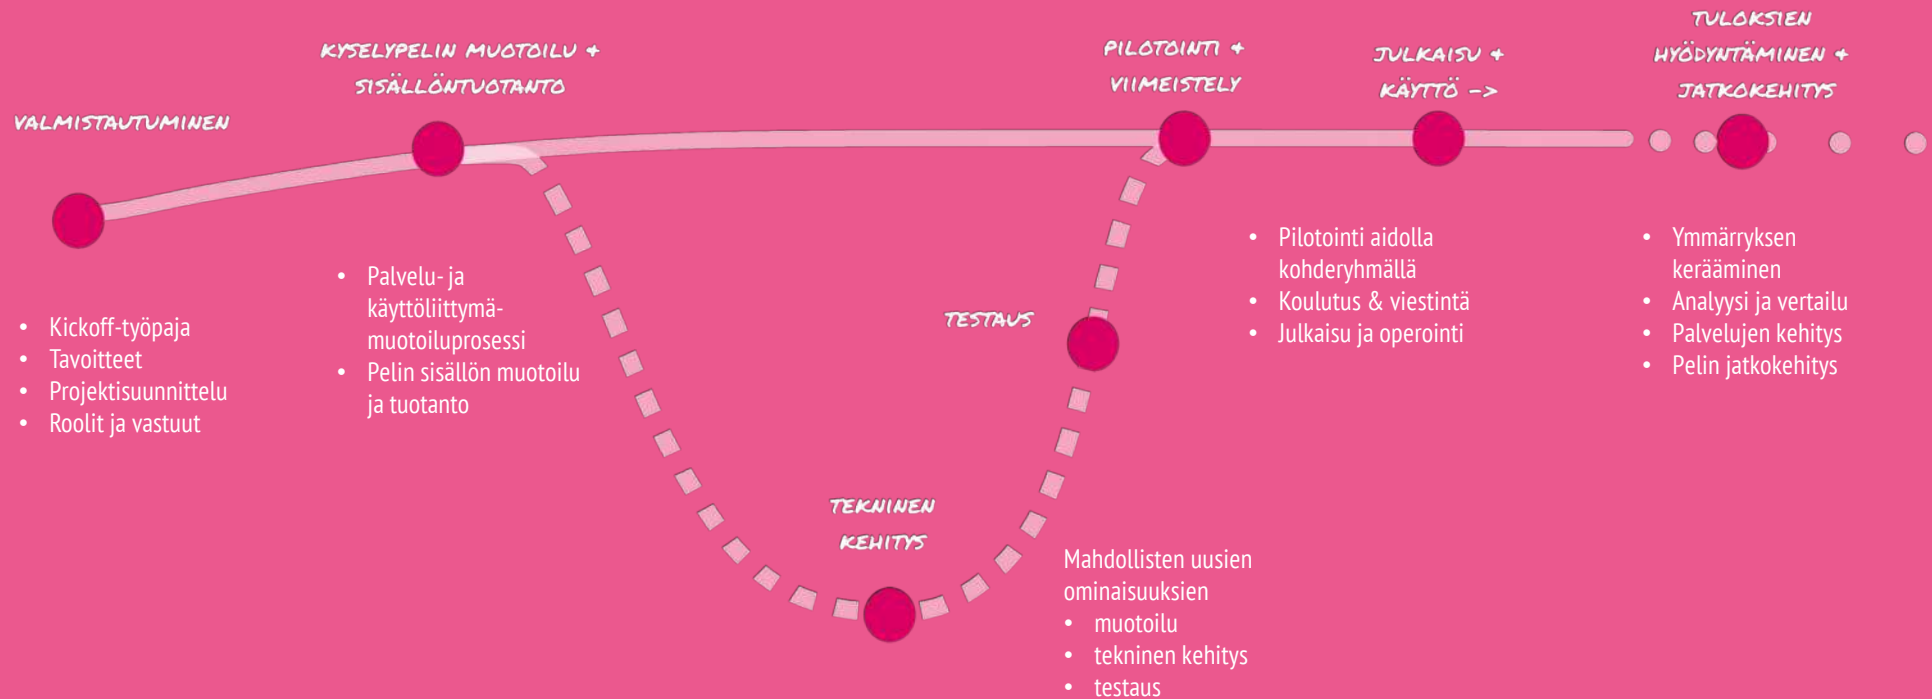 VALMISTAUTUMINEN
• Kickoff-työpaja
• Tavoitteet
• Projektisuunnittelu
• Roolit ja vastuut
KYSELYPELIN MUOTOILU &
SISÄLLÖNTUOTANTO
• Palvelu- ja
käyttöliittymä-
muotoiluprosessi
• Pelin sisällön muotoilu
ja tuotanto
TEKNINEN
KEHITYS
TESTAUS
Mahdollisten uusien
ominaisuuksien
• muotoilu
• tekninen kehitys
• testaus
PILOTOINTI &
VIIMEISTELY
JULKAISU &
KÄYTTÖ ->
• Pilotointi aidolla
kohderyhmällä
• Koulutus & viestintä
• Julkaisu ja operointi
TULOKSIEN
HYÖDYNTÄMINEN &
JATKOKEHITYS
• Ymmärryksen
kerääminen
• Analyysi ja vertailu
• Palvelujen kehitys
• Pelin jatkokehitys